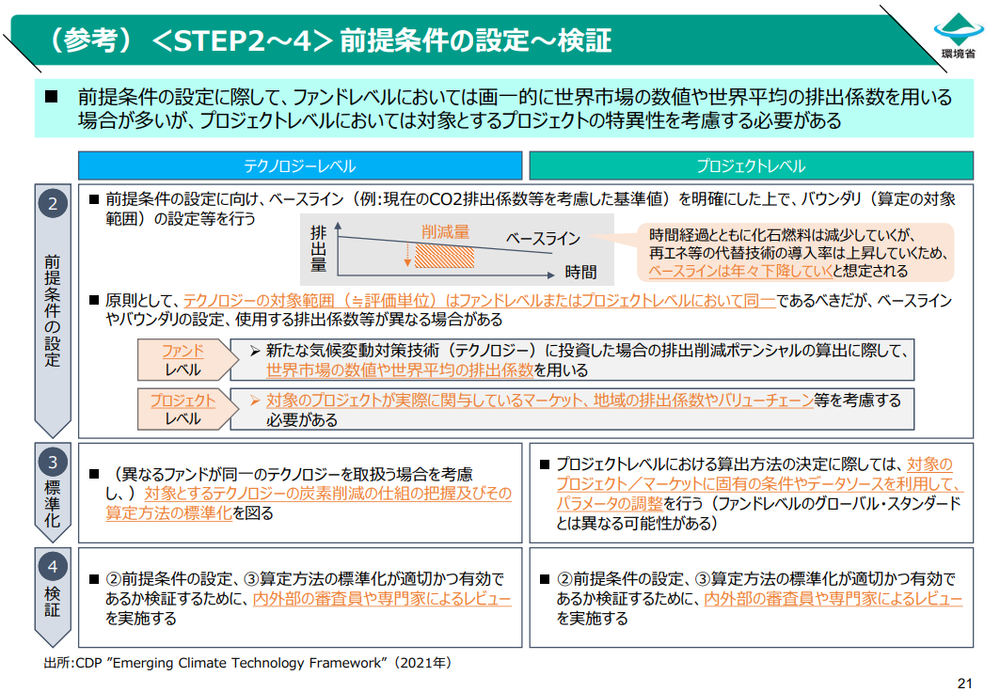 （参考）＜STEP2～4＞前提条件の設定～検証
環境省
■ 前提条件の設定に際して、ファンドレベルにおいては画一的に世界市場の数値や世界平均の排出係数を用いる
場合が多いが、プロジェクトレベルにおいては対象とするプロジェクトの特異性を考慮する必要がある
テクノロジーレベル
プロジェクトレベル
2
前提条件の設定
■ 前提条件の設定に向け、ベースライン（例:現在のCO2排出係数等を考慮した基準値）を明確にした上で、バウンダリ（算定の対象
範囲）の設定等を行う
排出量
削減量
ベースライン
時間
時間経過とともに化石燃料は減少していくが、
再エネ等の代替技術の導入率は上昇していくため、
ベースラインは年々下降していくと想定される
■ 原則として、テクノロジーの対象範囲（≒評価単位）はファンドレベルまたはプロジェクトレベルにおいて同一であるべきだが、ベースライン
やバウンダリの設定、使用する排出係数等が異なる場合がある
ファンド
レベル
➢ 新たな気候変動対策技術（テクノロジー）に投資した場合の排出削減ポテンシャルの算出に際して、
世界市場の数値や世界平均の排出係数を用いる
プロジェクト
レベル
➢ 対象のプロジェクトが実際に関与しているマーケット、地域の排出係数やバリューチェーン等を考慮する
必要がある
3
標準化
■ （異なるファンドが同一のテクノロジーを取扱う場合を考慮
し、）対象とするテクノロジーの炭素削減の仕組の把握及びその
算定方法の標準化を図る
■ プロジェクトレベルにおける算出方法の決定に際しては、対象の
プロジェクト／マーケットに固有の条件やデータソースを利用して、
パラメータの調整を行う（ファンドレベルのグローバル・スタンダード
とは異なる可能性がある）
4
検証
■ ②前提条件の設定、③算定方法の標準化が適切かつ有効で
あるか検証するために、内外部の審査員や専門家によるレビュー
を実施する
■ ②前提条件の設定、③算定方法の標準化が適切かつ有効で
あるか検証するために、内外部の審査員や専門家によるレビュー
を実施する
出所:CDP ”Emerging Climate Technology Framework”（2021年）
21